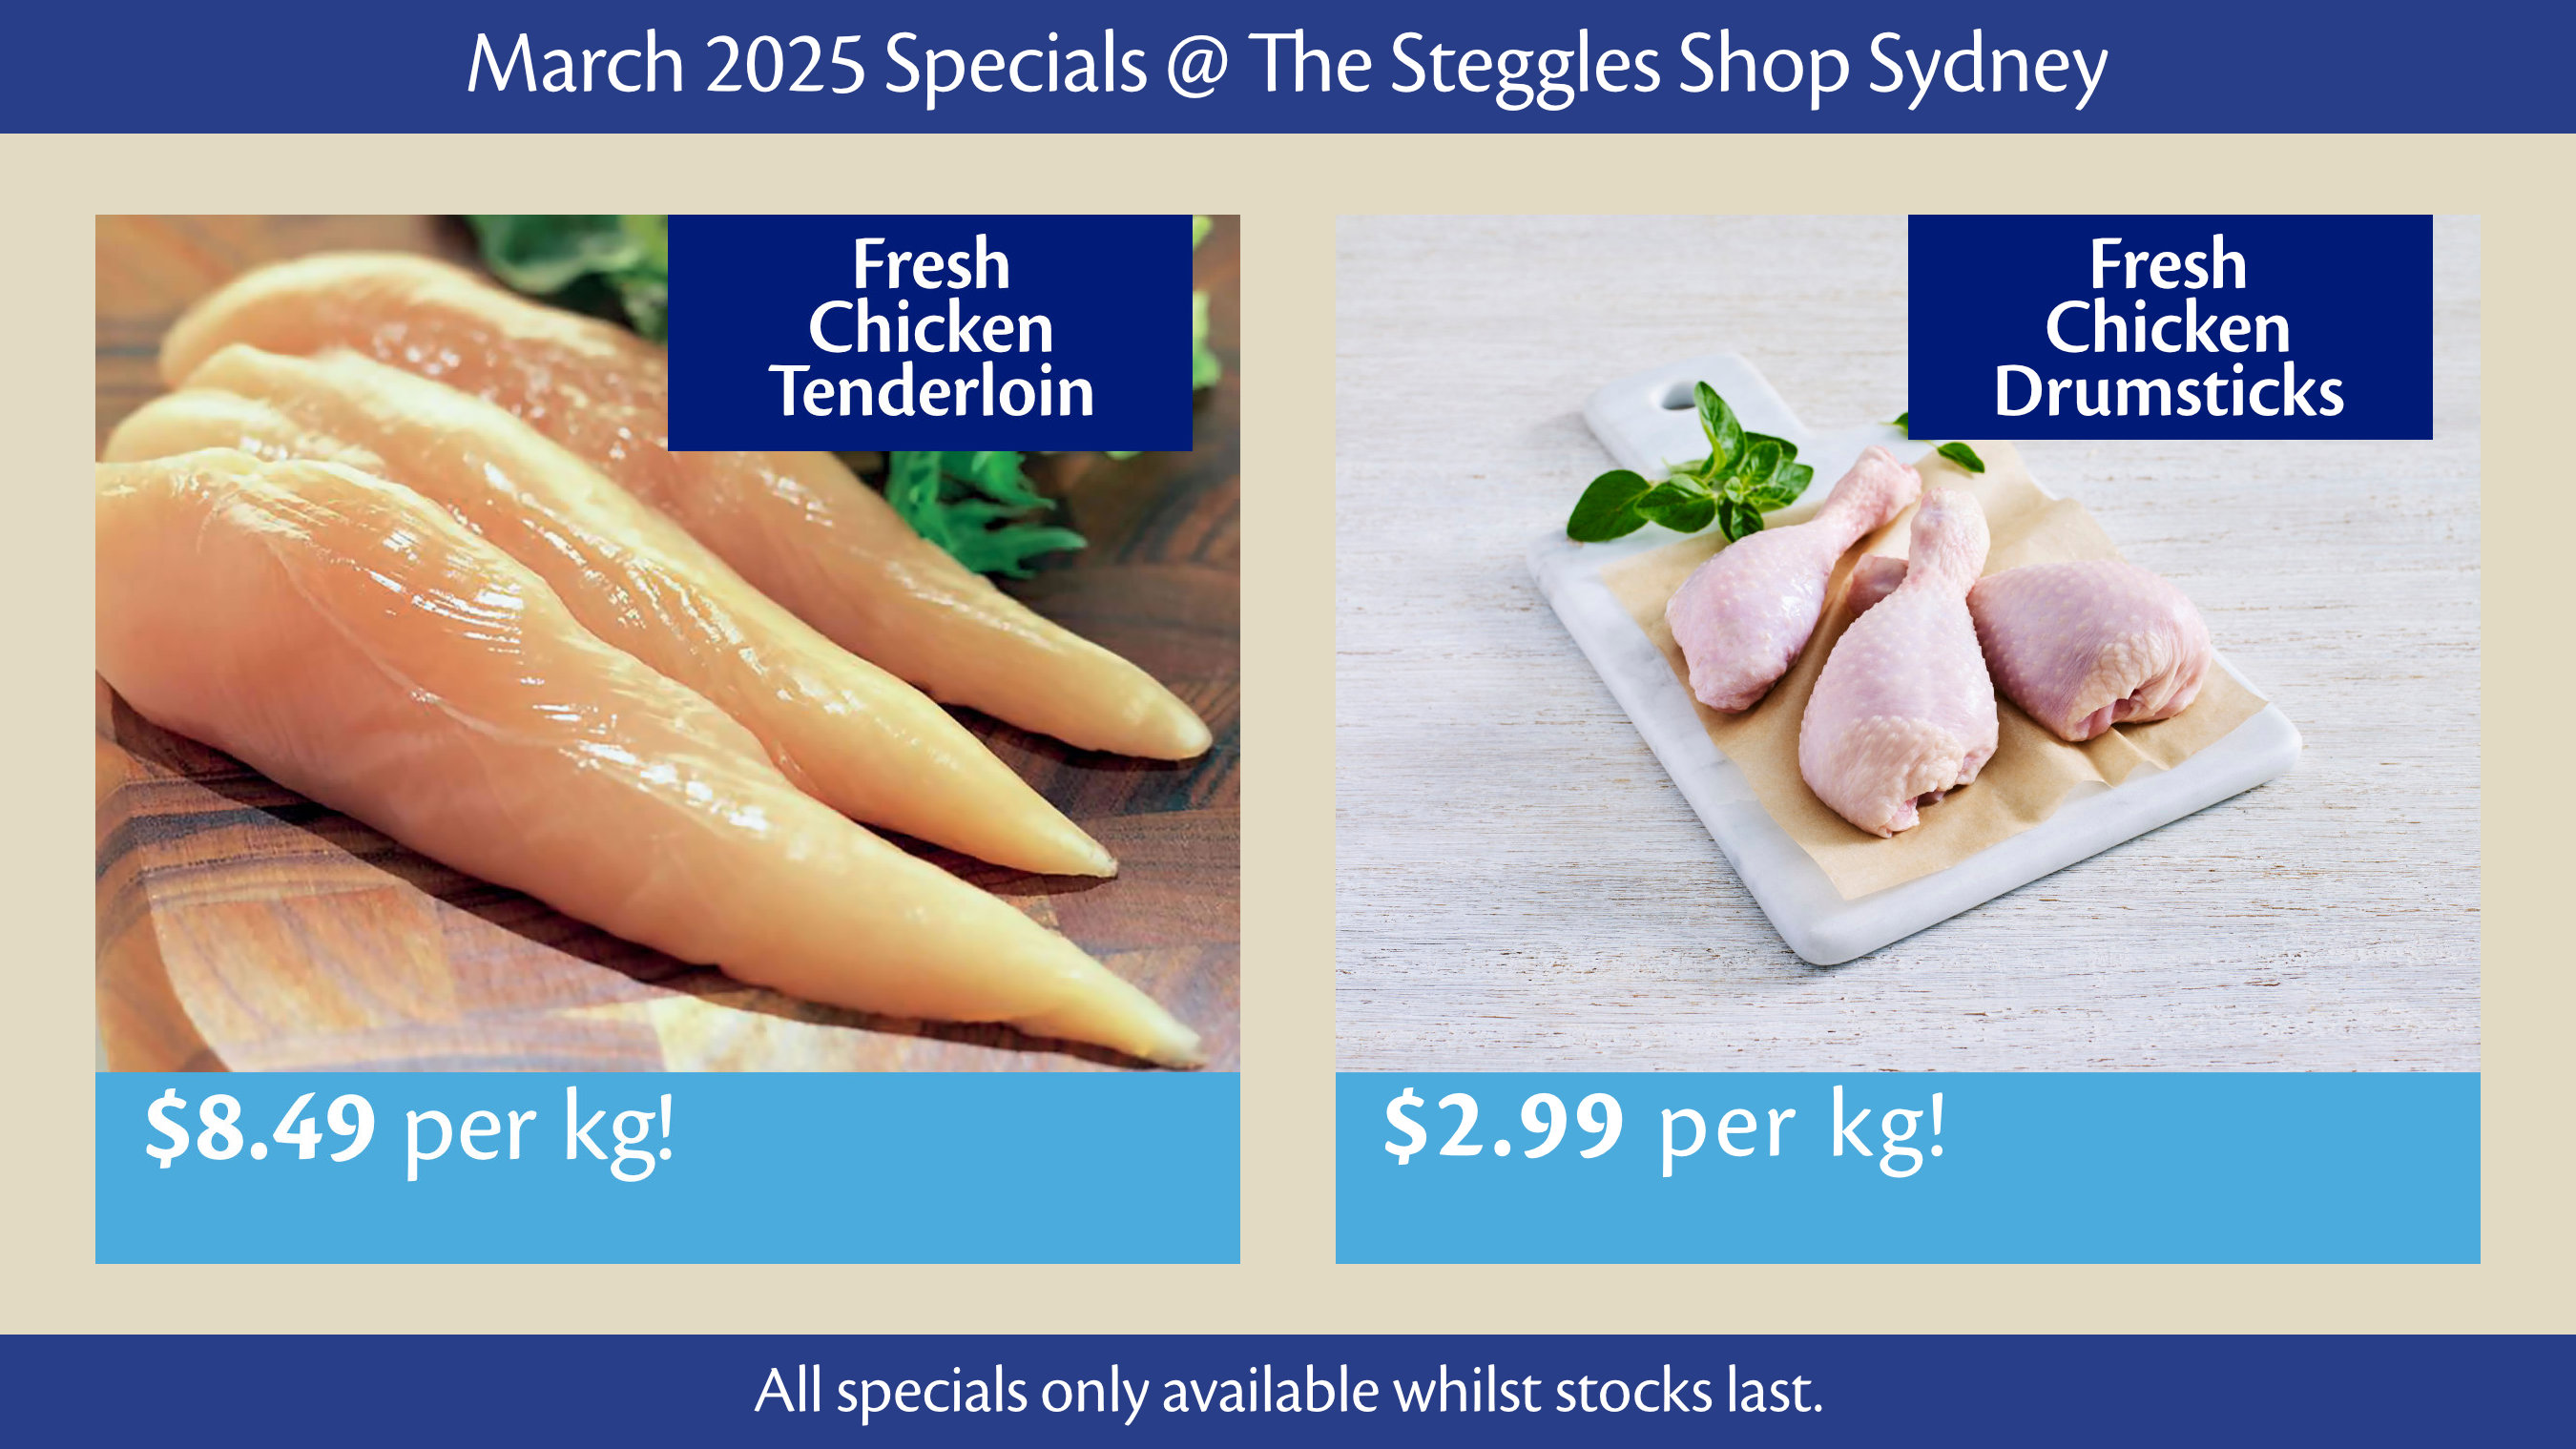 March 2025 Specials @ The Steggles Shop Sydney
Fresh
Chicken
Tenderloin
$8.49 per kg!
Fresh
Chicken
Drumsticks
$2.99 per kg!
All specials only available whilst stocks last.